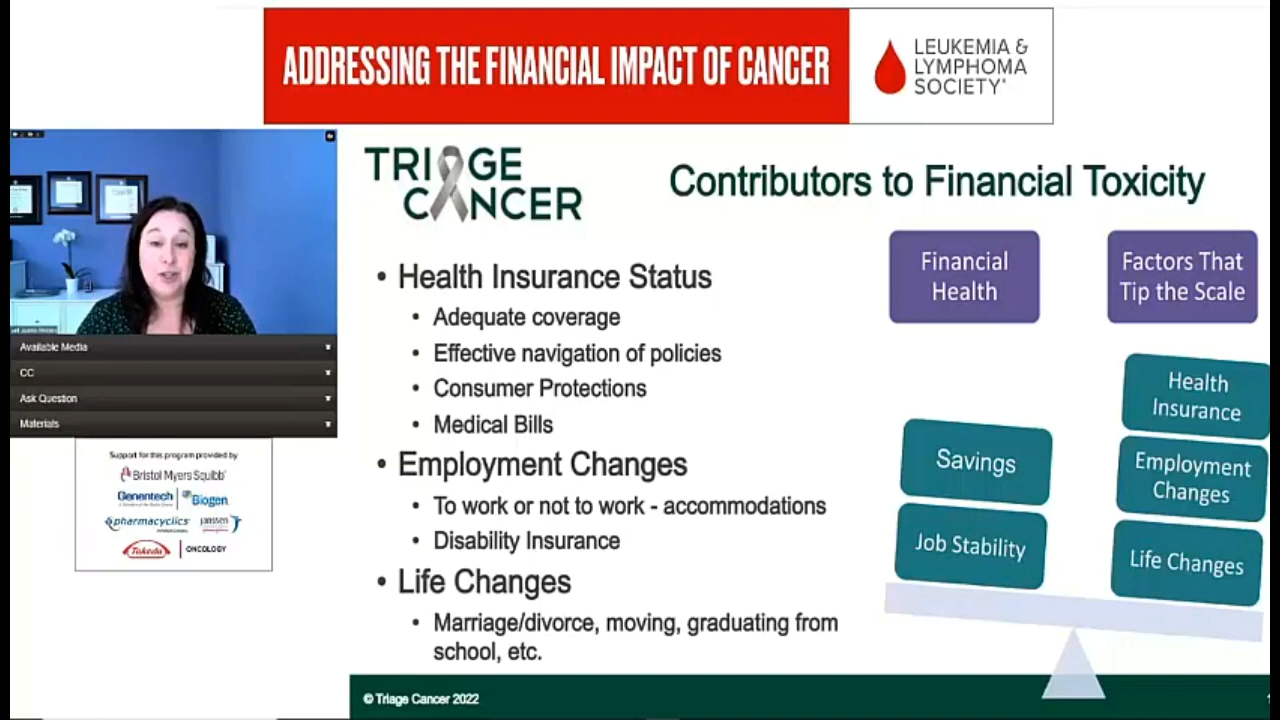 ADDRESSING THE FINANCIAL IMPACT OF CANCER
LEUKEMIA &
LYMPHOMA
SOCIETY®
TRIAGE
CANCER
Contributors to Financial Toxicity
• Health Insurance Status
• Adequate coverage
• Effective navigation of policies
• Consumer Protections
• Medical Bills
• Employment Changes
• To work or not to work - accommodations
• Disability Insurance
• Life Changes
• Marriage/divorce, moving, graduating from
school, etc.
Financial
Health
Factors That
Tip the Scale
Health
Insurance
Savings
Employment
Changes
Job Stability
Life Changes
Available Media
CC
Ask Question
Materials
Support for this program provided by
Bristol Myers Squibb
Genentech
Biogen
pharmacyclics
janssen
Takeda
ONCOLOGY
© Triage Cancer 2022